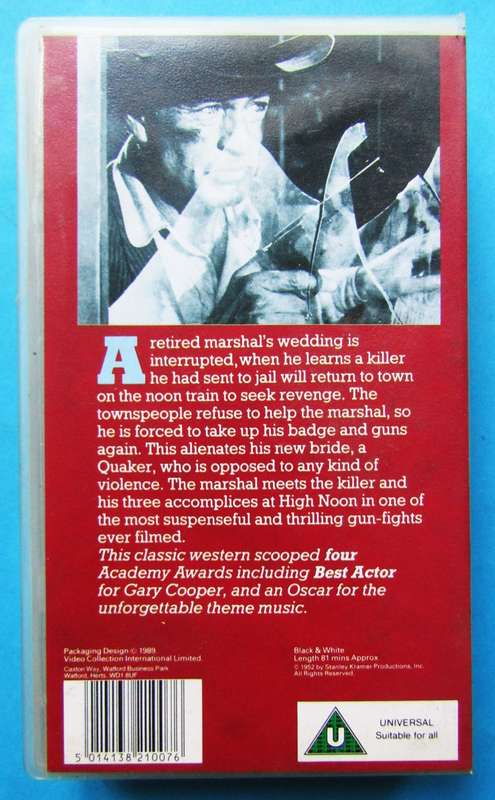 A retired marshal's wedding is
interrupted, when he learns a killer
he had sent to jail will return to town
on the noon train to seek revenge. The
townspeople refuse to help the marshal, so
he is forced to take up his badge and guns
again. This alienates his new bride, a
Quaker, who is opposed to any kind of
violence. The marshal meets the killer and
his three accomplices at High Noon in one of
the most suspenseful and thrilling gun-fights
ever filmed.
This classic western scooped four
Academy Awards including Best Actor
for Gary Cooper, and an Oscar for the
unforgettable theme music.
Packaging Design © 1989.
Video Collection International Limited.
Caxton Way, Watford Business Park
Watford, Herts. WD1 8UF
Black & White
Length 81 mins Approx
© 1952 by Stanley Kramer Productions, Inc.
All Rights Reserved.
5 014138 210076
U
UNIVERSAL
Suitable for all